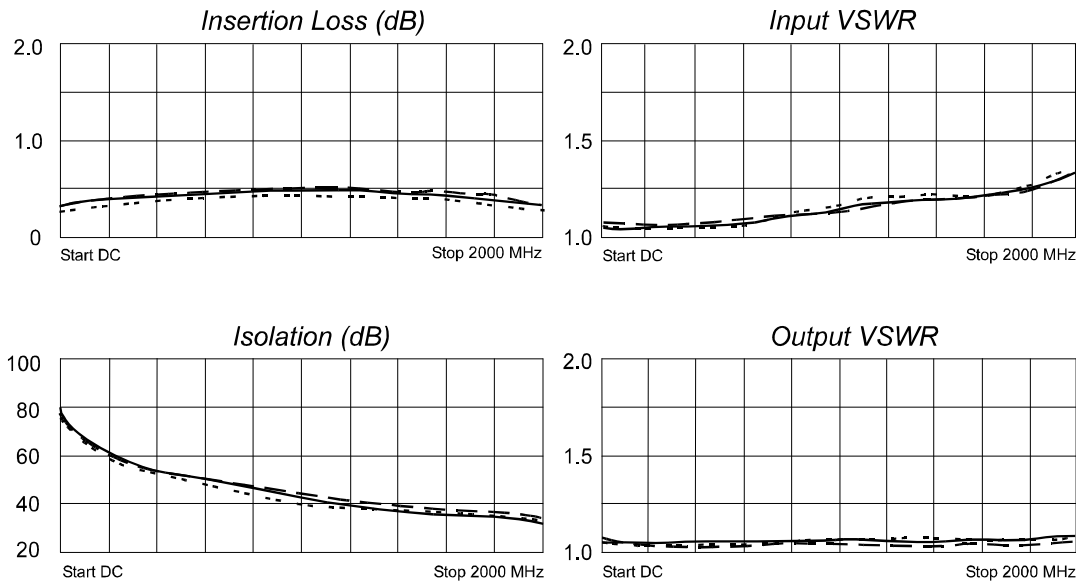 Insertion Loss (dB)
2.0
1.0
0
Start DC
Stop 2000 MHz
Input VSWR
2.0
1.5
1.0
Start DC
Stop 2000 MHz
Isolation (dB)
100
80
60
40
20
Start DC
Stop 2000 MHz
Output VSWR
2.0
1.5
1.0
Start DC
Stop 2000 MHz